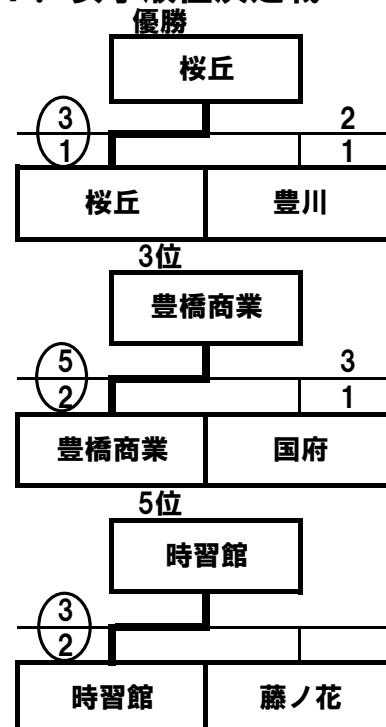 優勝
桜丘
3 2
1 1
桜丘 豊川
3位
豊橋商業
5 3
2 1
豊橋商業 国府
5位
時習館
3
2
時習館 藤ノ花